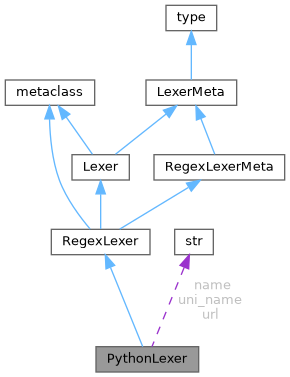 type
metaclass
LexerMeta
Lexer
RegexLexerMeta
RegexLexer
str
name
uni_name
url
PythonLexer